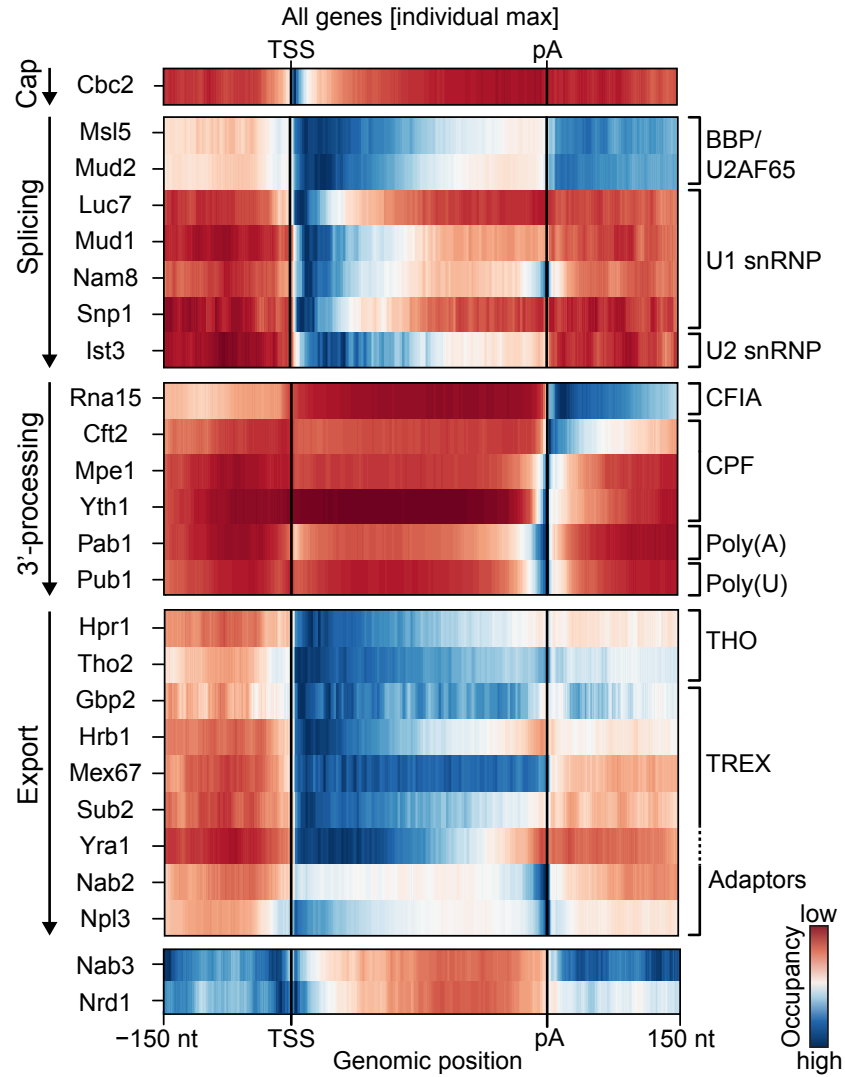 All genes [individual max]
TSS
pA
Cap
Cbc2
Splicing
Msl5
Mud2
Luc7
Mud1
Nam8
Snp1
Ist3
BBP/
U2AF65
U1 snRNP
U2 snRNP
3’-processing
Rna15
Cft2
Mpe1
Yth1
Pab1
Pub1
CFIA
CPF
Poly(A)
Poly(U)
Export
Hpr1
Tho2
Gbp2
Hrb1
Mex67
Sub2
Yra1
Nab2
Npl3
THO
TREX
Adaptors
Nab3
Nrd1
−150 nt
TSS
pA
150 nt
Genomic position
low
Occupancy
high